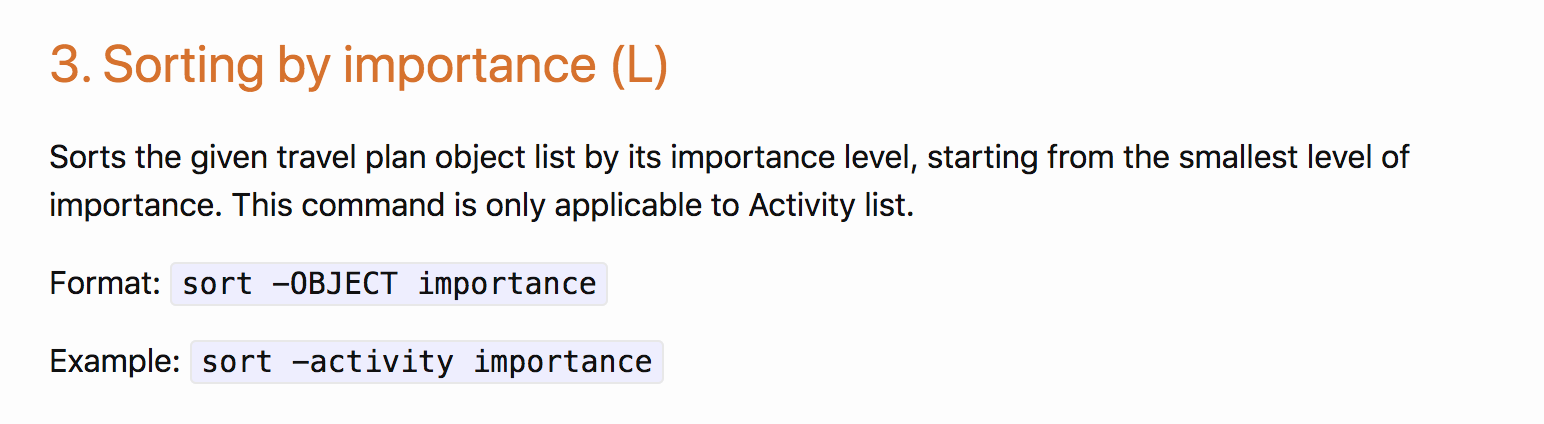 3. Sorting by importance (L)
Sorts the given travel plan object list by its importance level, starting from the smallest level of
importance. This command is only applicable to Activity list.
Format: sort –OBJECT importance
Example: sort –activity importance